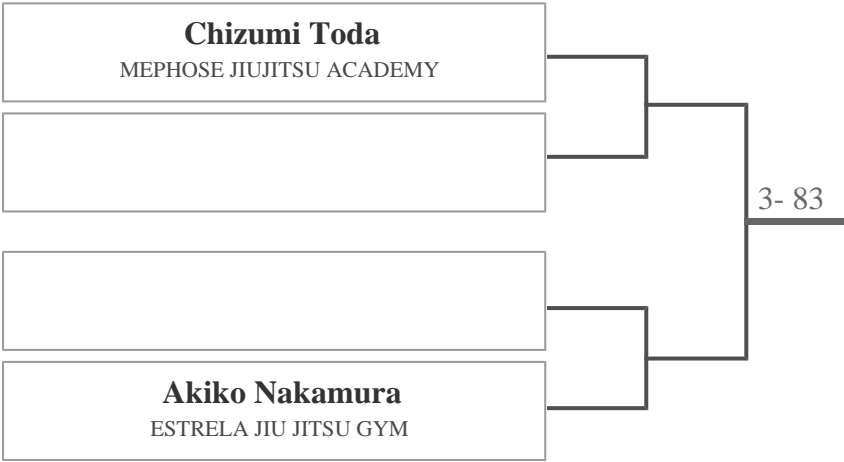 Chizumi Toda
MEPHOSE JIUJITSU ACADEMY
3- 83
Akiko Nakamura
ESTRELA JIU JITSU GYM